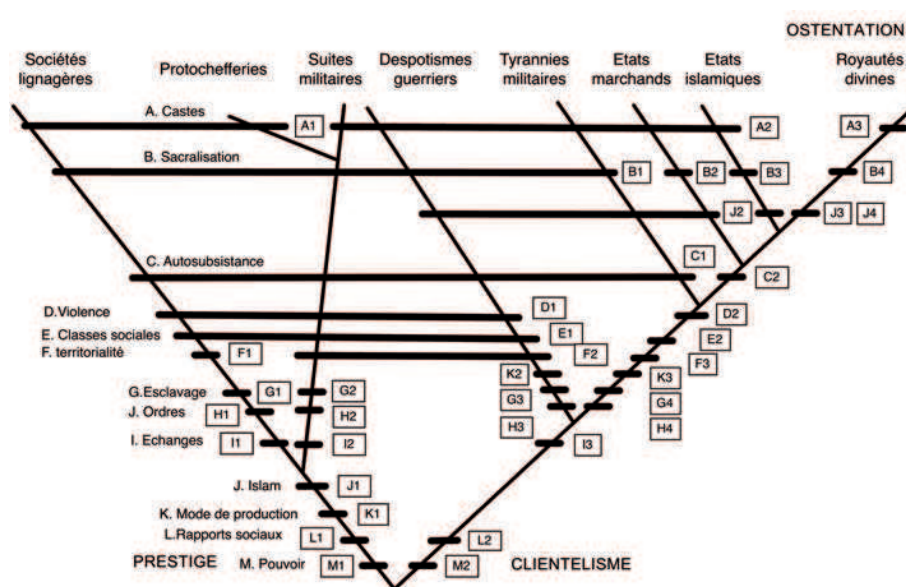 OSTENTATION
Sociétés lignagères
Protochefferies
Suites militaires
Despotismes guerriers
Tyrannies militaires
Etats marchands
Etats islamiques
Royautés divines
A. Castes
A1
A2
A3
B. Sacralisation
B1
B2
B3
B4
J2
J3
J4
C. Autosubsistance
C1
C2
D.Violence
D1
D2
E. Classes sociales
E1
E2
F. territorialité
F1
F2
F3
K2
K3
G.Esclavage
G1
G2
G3
G4
J. Ordres
H1
H2
H3
H4
I. Echanges
I1
I2
I3
J. Islam
J1
K. Mode de production
K1
L.Rapports sociaux
L1
L2
PRESTIGE
M. Pouvoir
M1
M2
CLIENTELISME